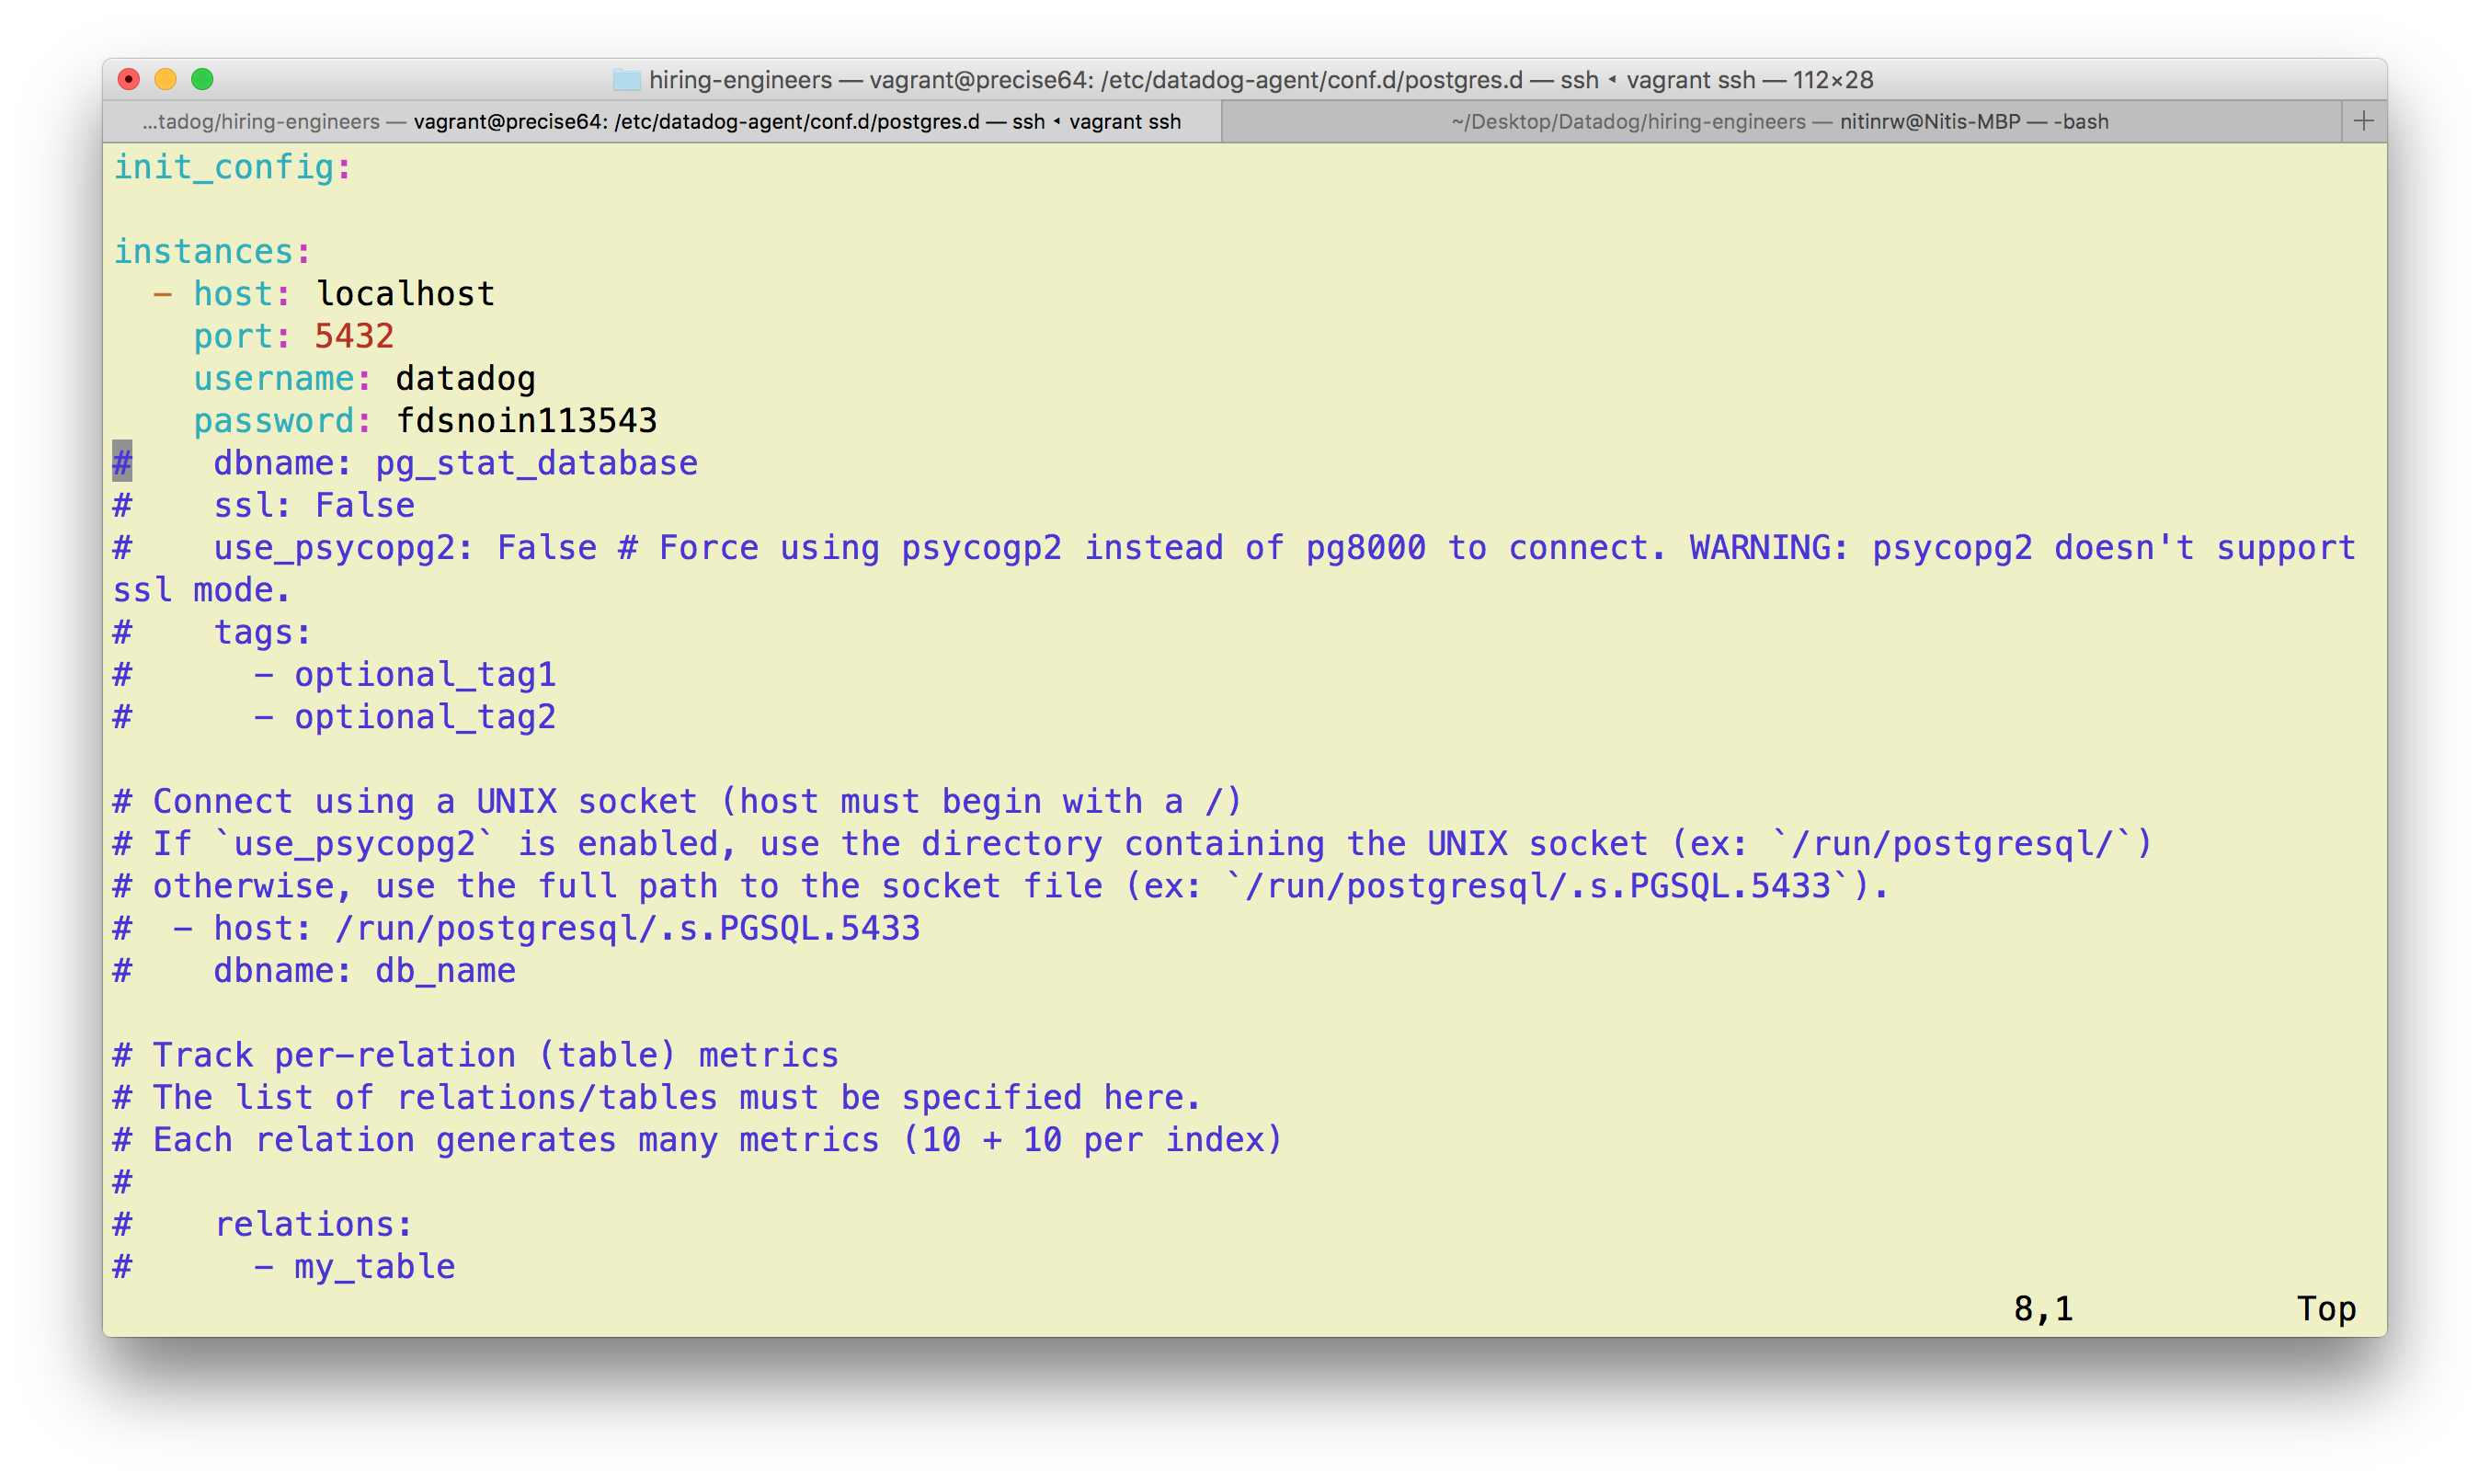 hiring-engineers — vagrant@precise64: /etc/datadog-agent/conf.d/postgres.d — ssh ◂ vagrant ssh — 112×28
...tadog/hiring-engineers — vagrant@precise64: /etc/datadog-agent/conf.d/postgres.d — ssh ◂ vagrant ssh
~/Desktop/Datadog/hiring-engineers — nitinrw@Nitis-MBP — -bash
init_config:
instances:
  - host: localhost
    port: 5432
    username: datadog
    password: fdsnoin113543
#    dbname: pg_stat_database
#    ssl: False
#    use_psycopg2: False # Force using psycogp2 instead of pg8000 to connect. WARNING: psycopg2 doesn't support
ssl mode.
#    tags:
#      - optional_tag1
#      - optional_tag2
# Connect using a UNIX socket (host must begin with a /)
# If `use_psycopg2` is enabled, use the directory containing the UNIX socket (ex: `/run/postgresql/`)
# otherwise, use the full path to the socket file (ex: `/run/postgresql/.s.PGSQL.5433`).
#  - host: /run/postgresql/.s.PGSQL.5433
#    dbname: db_name
# Track per-relation (table) metrics
# The list of relations/tables must be specified here.
# Each relation generates many metrics (10 + 10 per index)
#
#    relations:
#      - my_table
8,1 Top